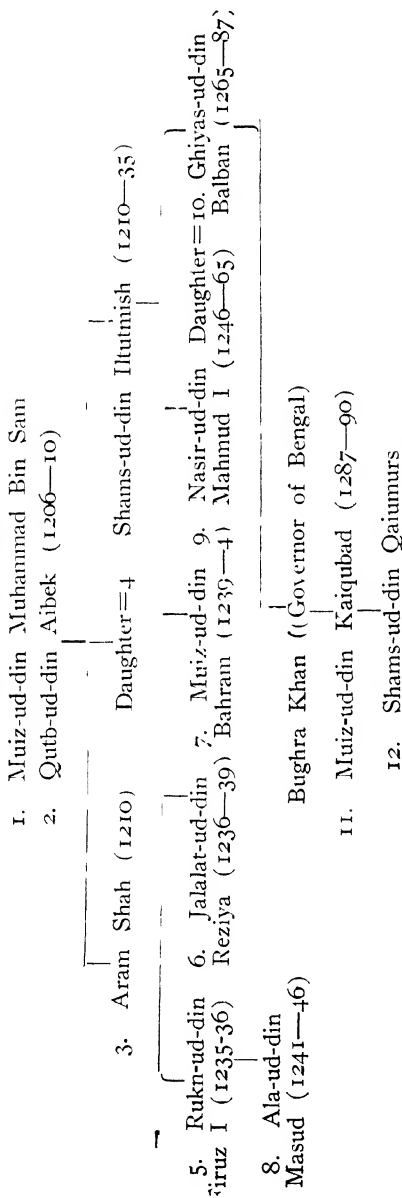 1. Muiz-ud-din Muhammad Bin Sam
2. Qutb-ud-din Aibek (1206—10)
3. Aram Shah (1210) Daughter=4 Shams-ud-din Iltutmish (1210—35)
5. Rukn-ud-din 6. Jalalat-ud-din 7. Muiz-ud-din 9. Nasir-ud-din Daughter=10. Ghiyas-ud-din
Firuz I (1235-36) Reziya (1236—39) Bahram (1239—4) Mahmud I (1246—65) Balban (1265—87)
8. Ala-ud-din
Masud (1241—46)
Bughra Khan ((Governor of Bengal)
11. Muiz-ud-din Kaiqubad (1287—90)
12. Shams-ud-din Qaiumurs